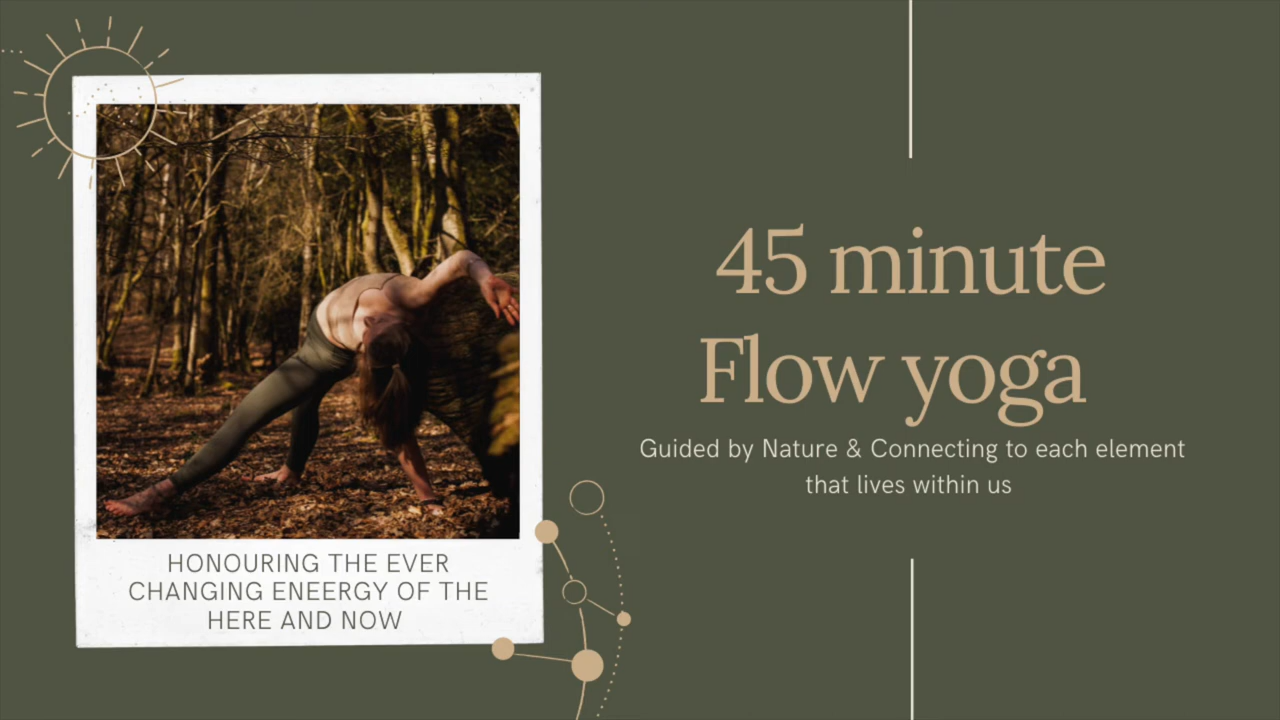 45 minute
Flow yoga
Guided by Nature & Connecting to each element
that lives within us
HONOURING THE EVER
CHANGING ENEERGY OF THE
HERE AND NOW